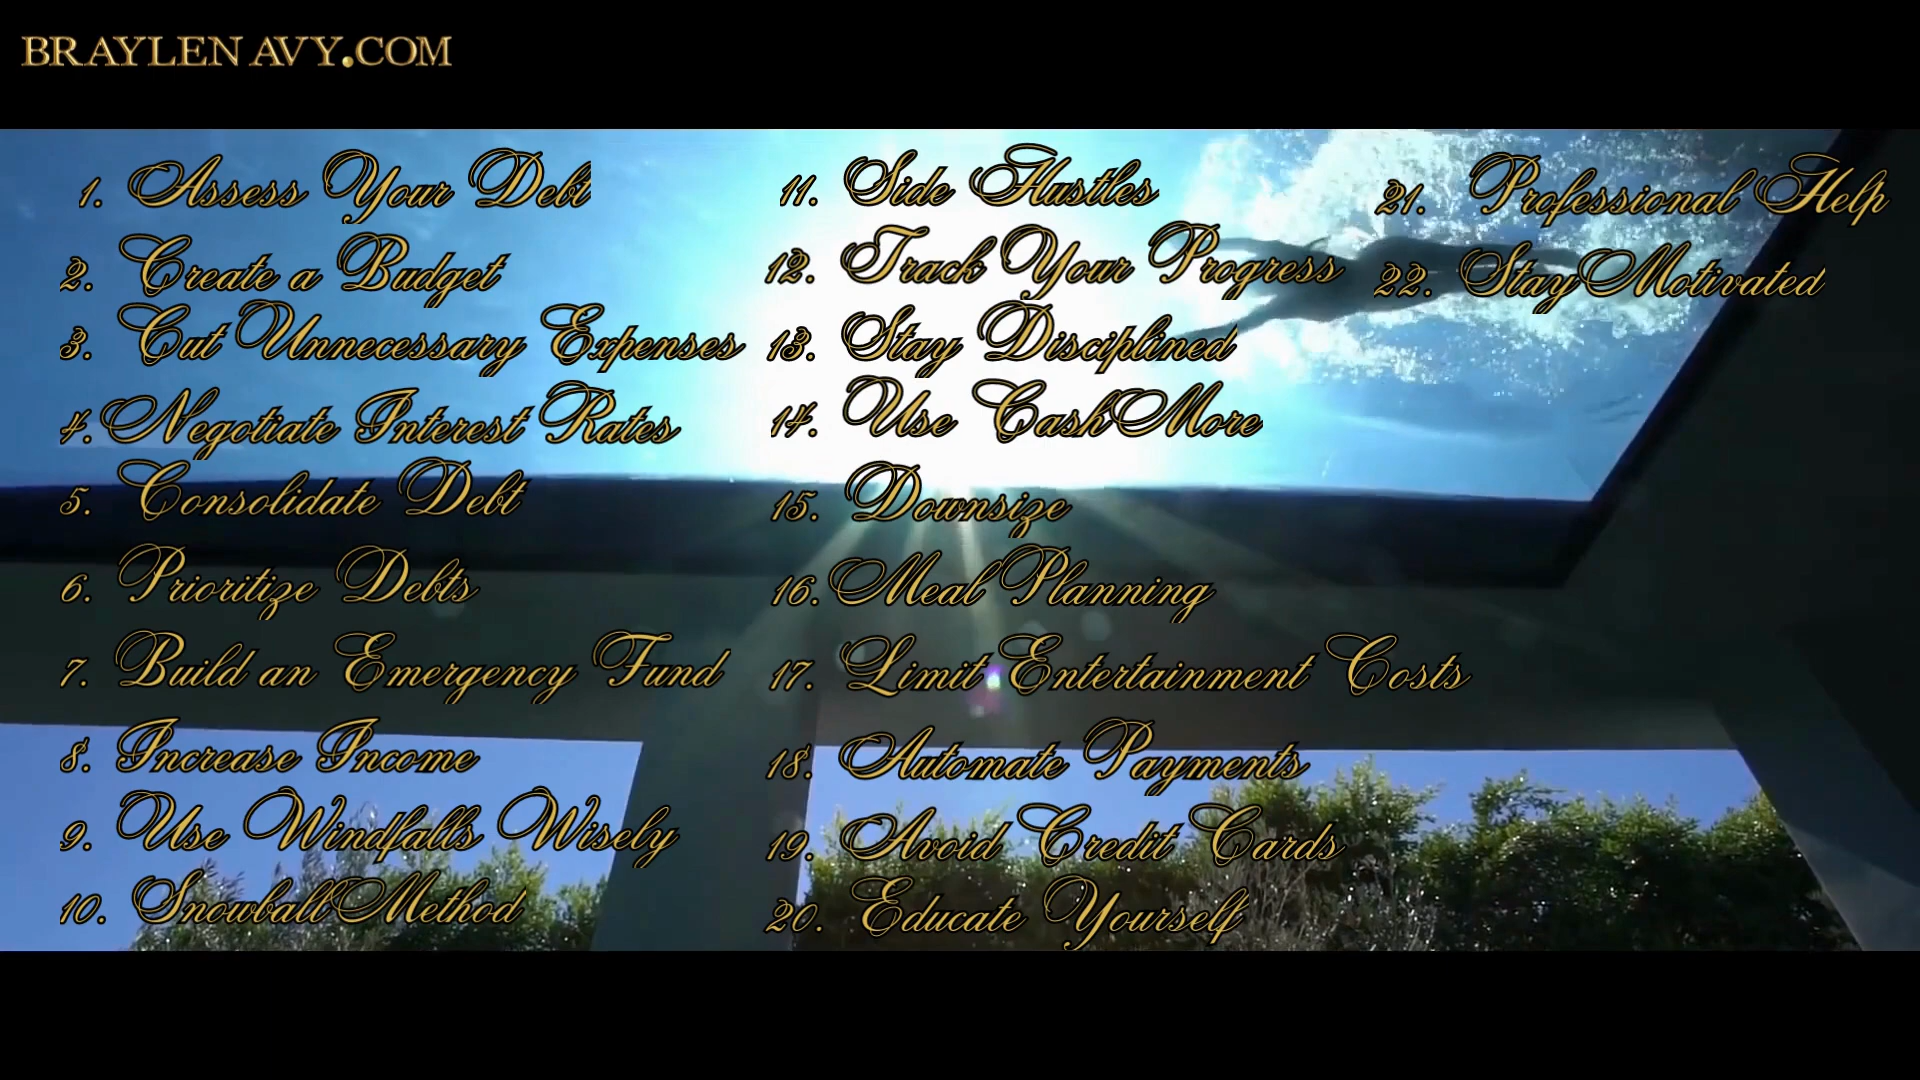 BRAYLEN AVY.COM
1. Assess Your Debt
2. Create a Budget
3. Cut Unnecessary Expenses
4. Negotiate Interest Rates
5. Consolidate Debt
6. Prioritize Debts
7. Build an Emergency Fund
8. Increase Income
9. Use Windfalls Wisely
10. Snowball Method
11. Side Hustles
12. Track Your Progress
13. Stay Disciplined
14. Use Cash More
15. Downsize
16. Meal Planning
17. Limit Entertainment Costs
18. Automate Payments
19. Avoid Credit Cards
20. Educate Yourself
21. Professional Help
22. Stay Motivated